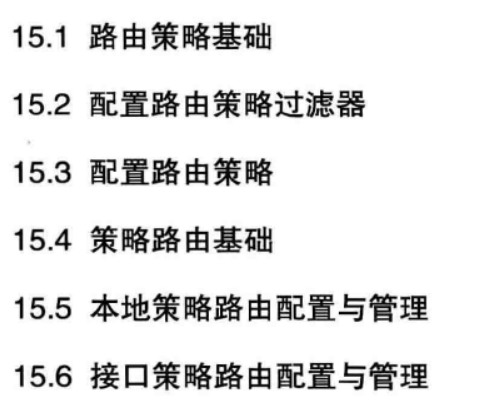 15.1 路由策略基础
15.2 配置路由策略过滤器
15.3 配置路由策略
15.4 策略路由基础
15.5 本地策略路由配置与管理
15.6 接口策略路由配置与管理